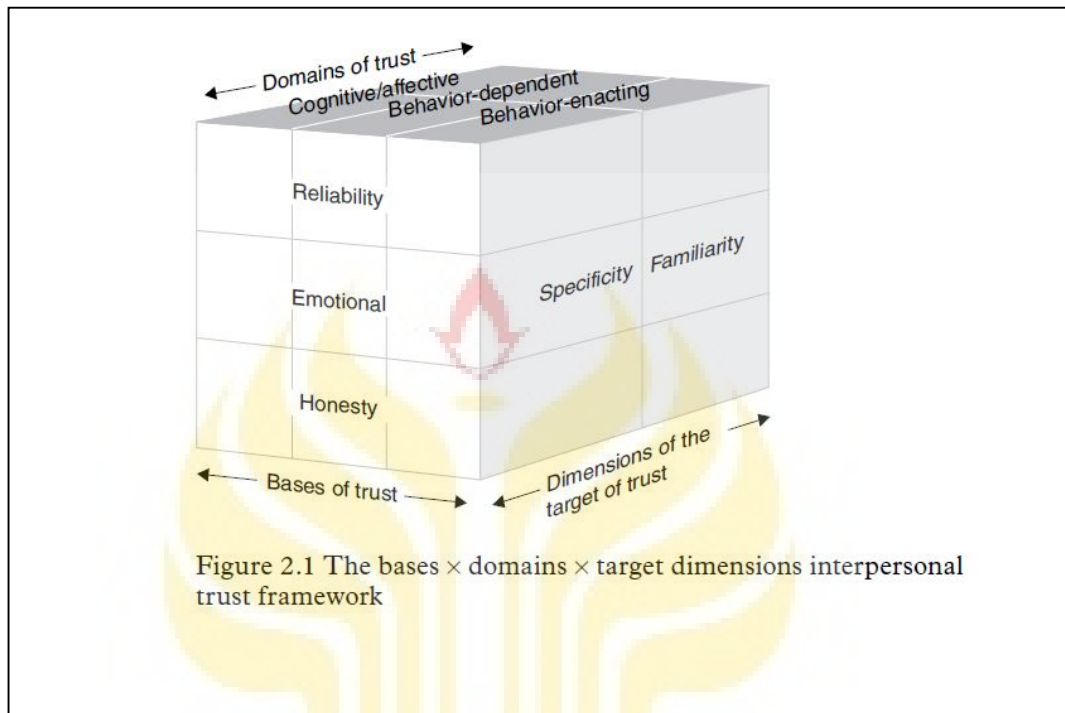 Domains of trust
Cognitive/affective
Behavior-dependent
Behavior-enacting
Reliability
Emotional
Honesty
Specificity
Familiarity
Bases of trust
Dimensions of the
target of trust
Figure 2.1 The bases × domains × target dimensions interpersonal
trust framework